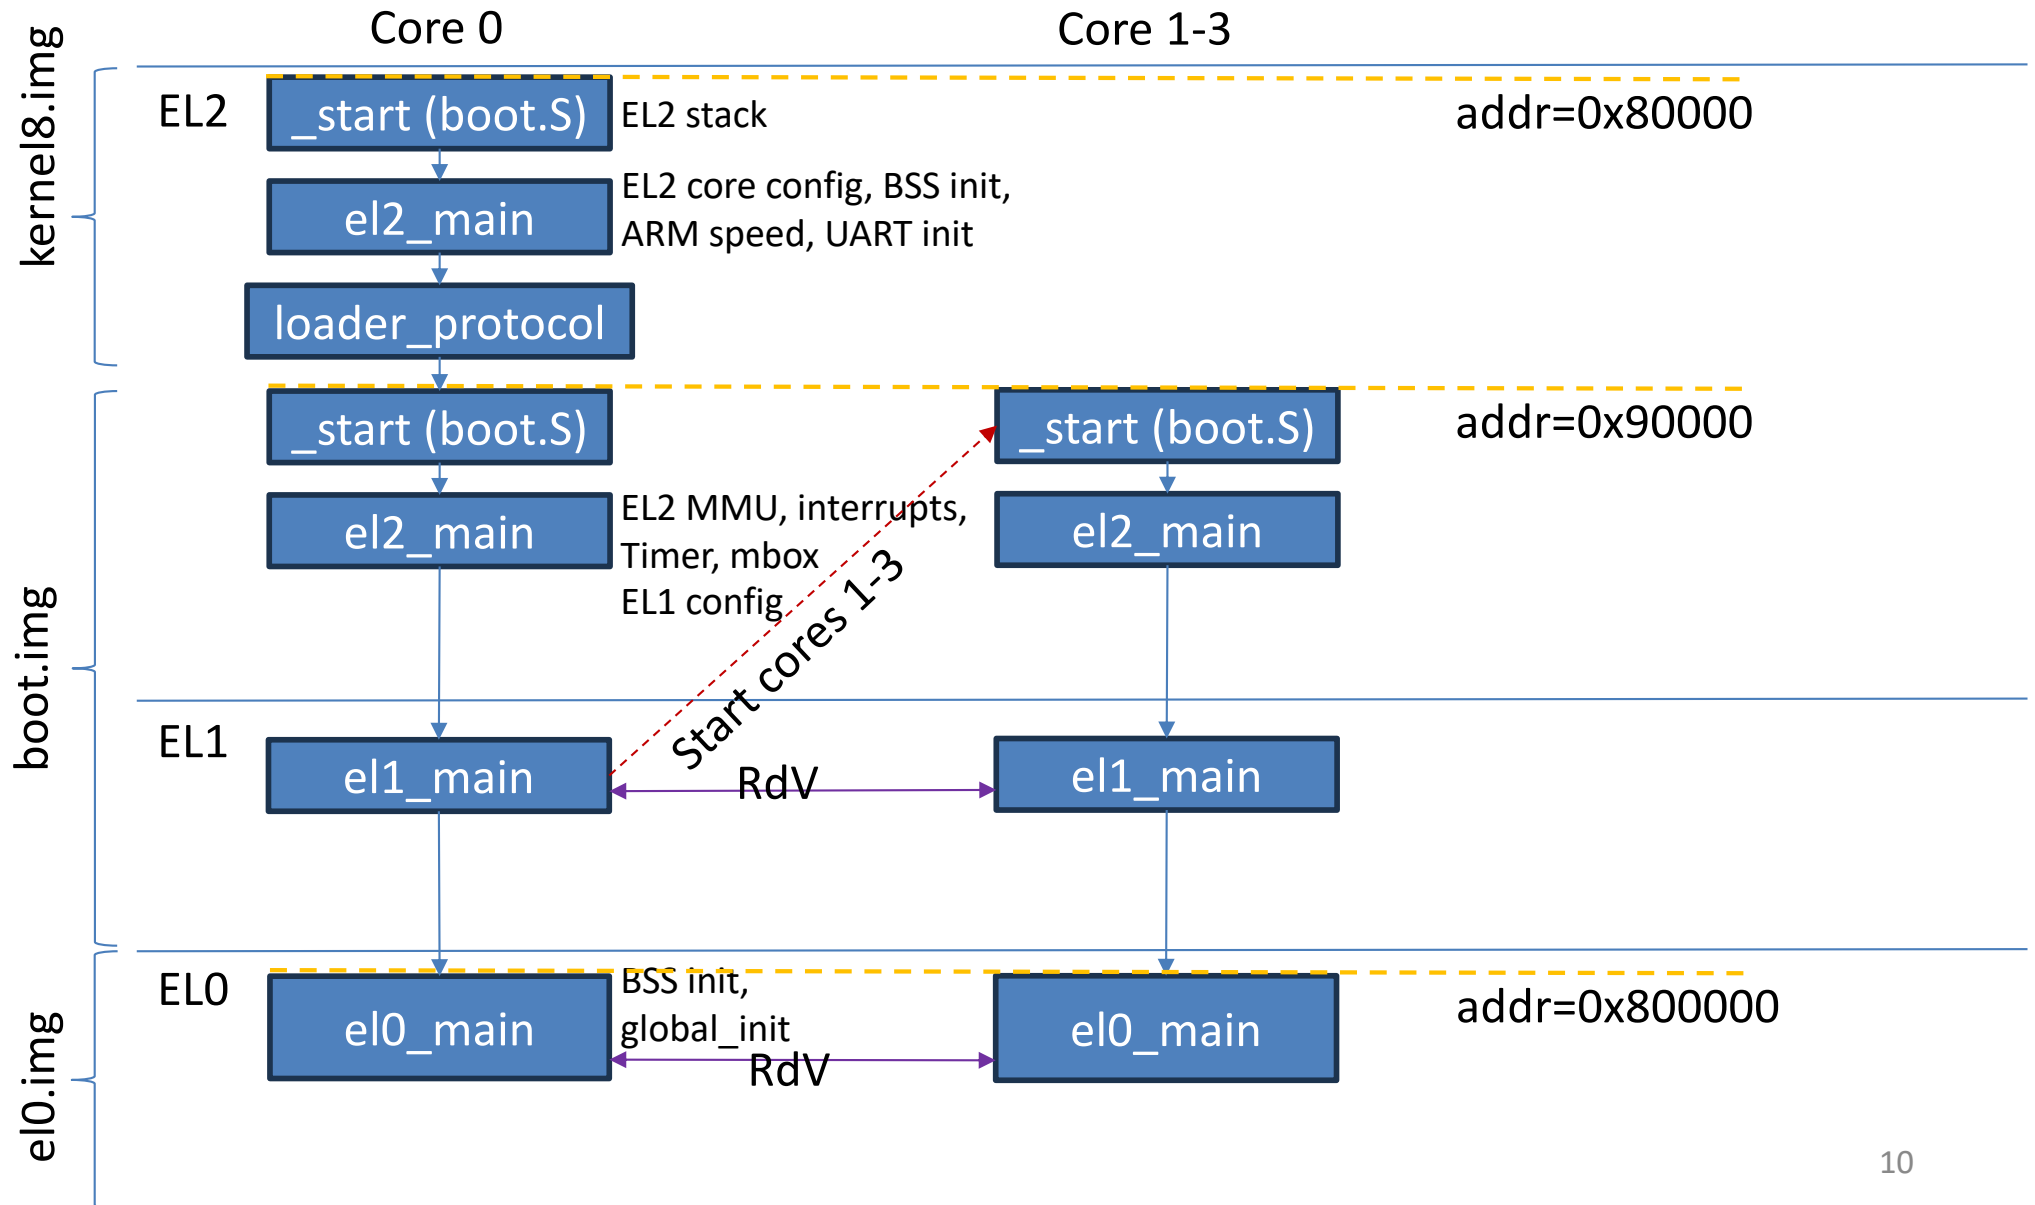 Core 0
Core 1-3
kernel8.img
EL2
_start (boot.S)
EL2 stack
addr=0x80000
el2_main
EL2 core config, BSS init,
ARM speed, UART init
loader_protocol
boot.img
_start (boot.S)
_start (boot.S)
addr=0x90000
el2_main
EL2 MMU, interrupts,
Timer, mbox
EL1 config
el2_main
Start cores 1-3
EL1
el1_main
RdV
el1_main
el0.img
EL0
el0_main
BSS init,
global_init
RdV
el0_main
addr=0x800000
10